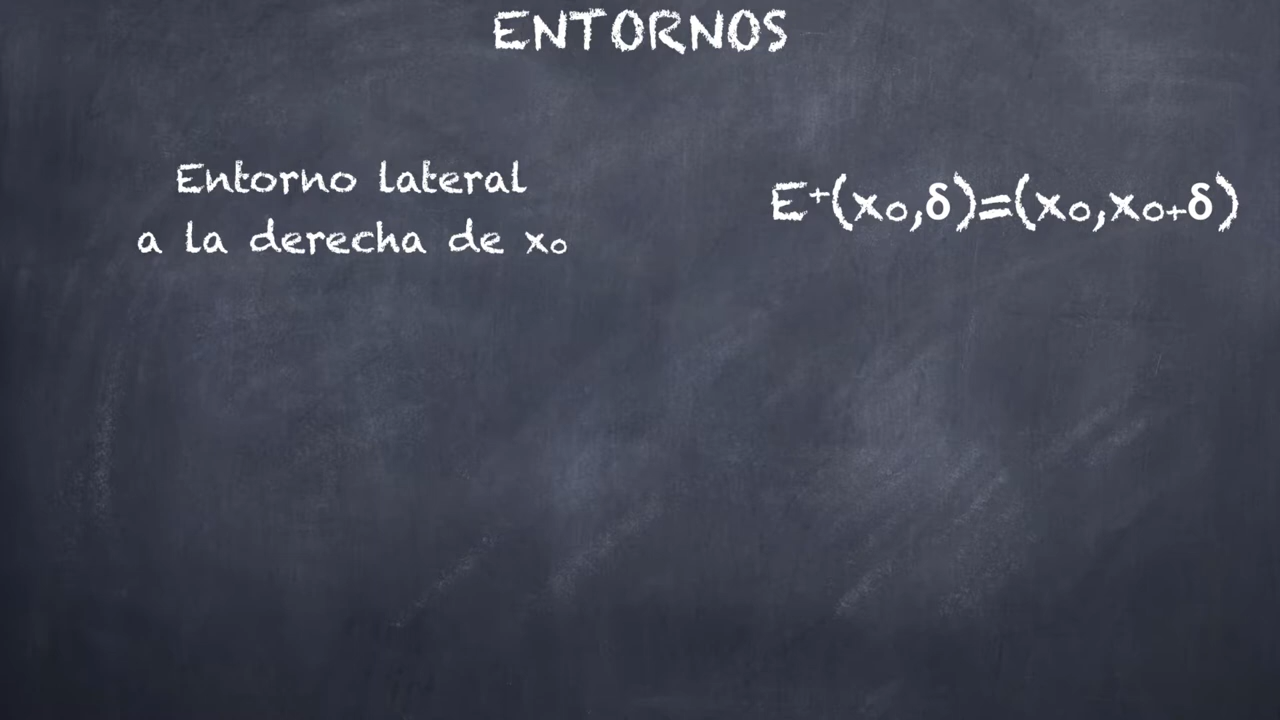 ENTORNOS
Entorno lateral
a la derecha de x₀
E⁺(x₀,δ)=(x₀,x₀₊δ)